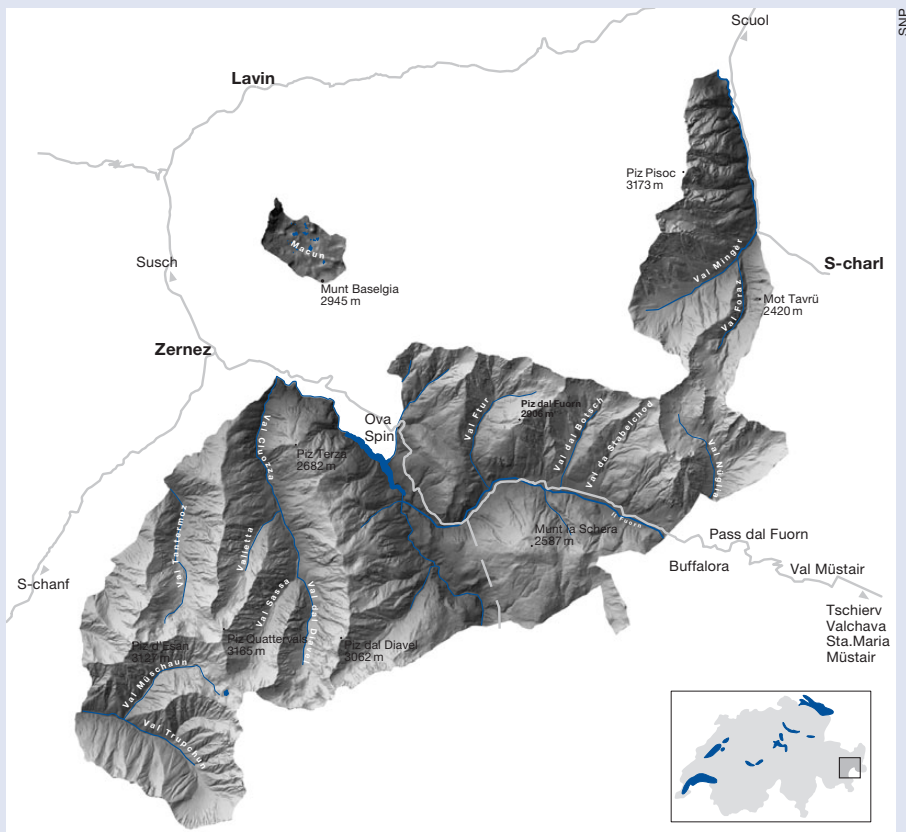 SNP
Scuol
Lavin
Piz Pisoc
3173 m
Macun
Susch
Val Mingèr
S-charl
Munt Baselgia
2945 m
Val Foraz
Mot Tavrü
2420 m
Zernez
Ova
Spin
Val Cluozza
Piz Terza
2682 m
Val Ftur
Piz dal Fuorn
2906 m
Val dal Botsch
Val da Stabelchod
Val Nüglia
Val Tantermoz
Valletta
Il Fuorn
Munt la Schera
2587 m
Pass dal Fuorn
Buffalora
Val Müstair
S-chanf
Val Sassa
Val dal Diavel
Tschierv
Valchava
Sta.Maria
Müstair
Piz d'Esan
Piz Quattervals
3165 m
Piz dal Diavel
3062 m
Val Müschauns
Val Trupchun